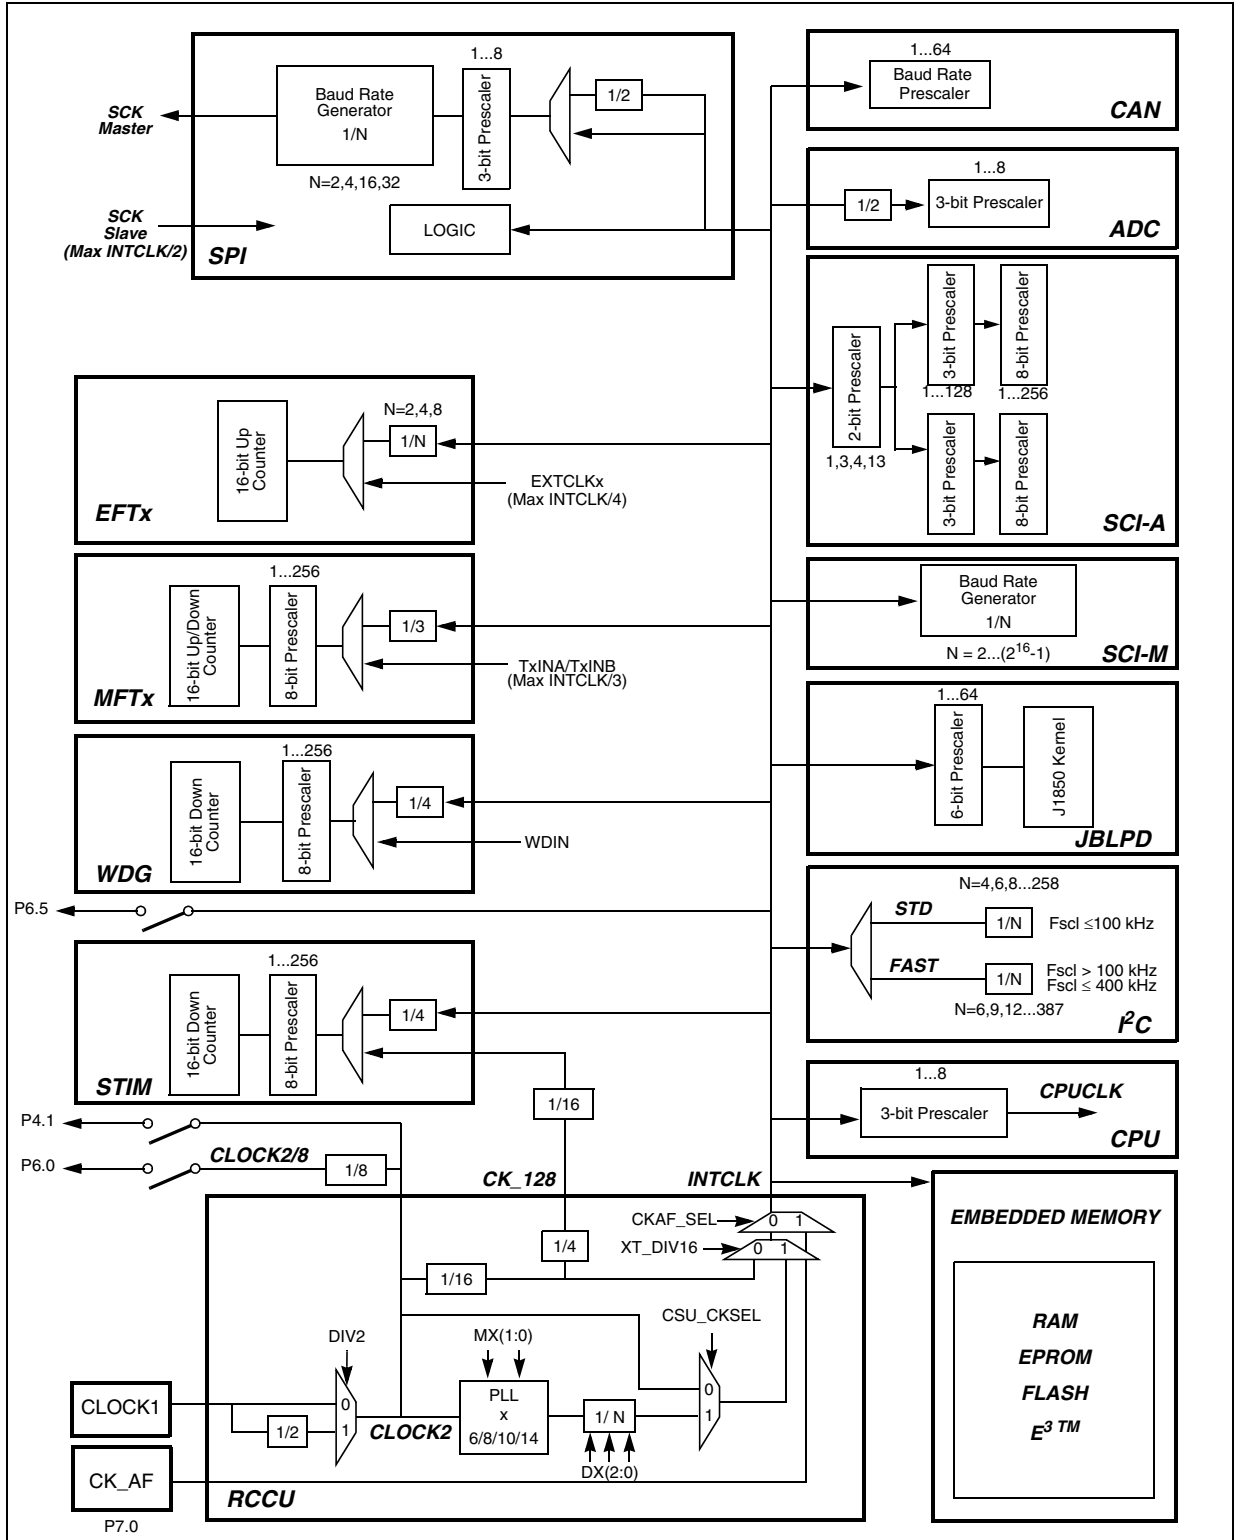 1...8
Baud Rate
Generator
1/N
3-bit Prescaler
1/2
N=2,4,16,32
SCK
Master
SCK
Slave
(Max INTCLK/2)
LOGIC
SPI
1...64
Baud Rate
Prescaler
CAN
1...8
1/2
3-bit Prescaler
ADC
2-bit Prescaler
1,3,4,13
3-bit Prescaler
8-bit Prescaler
1...128
1...256
3-bit Prescaler
8-bit Prescaler
SCI-A
N=2,4,8
16-bit Up
Counter
1/N
EXTCLKx
(Max INTCLK/4)
EFTx
1...256
16-bit Up/Down
Counter
8-bit Prescaler
1/3
TxINA/TxINB
(Max INTCLK/3)
MFTx
Baud Rate
Generator
1/N
N = 2...(2^16-1)
SCI-M
1...64
6-bit Prescaler
J1850 Kernel
JBLPD
1...256
16-bit Down
Counter
8-bit Prescaler
1/4
WDIN
WDG
P6.5
N=4,6,8...258
STD
1/N
Fscl ≤100 kHz
FAST
1/N
Fscl > 100 kHz
Fscl ≤ 400 kHz
N=6,9,12...387
I²C
1...256
16-bit Down
Counter
8-bit Prescaler
1/4
STIM
1/16
1...8
3-bit Prescaler
CPUCLK
CPU
P4.1
P6.0
CLOCK2/8
1/8
CK_128
INTCLK
CKAF_SEL
0 1
XT_DIV16
0 1
1/4
1/16
CSU_CKSEL
DIV2
MX(1:0)
CLOCK1
0
1/2
1
CLOCK2
PLL
x
6/8/10/14
1/ N
0
1
DX(2:0)
CK_AF
P7.0
RCCU
EMBEDDED MEMORY
RAM
EPROM
FLASH
E³ ™